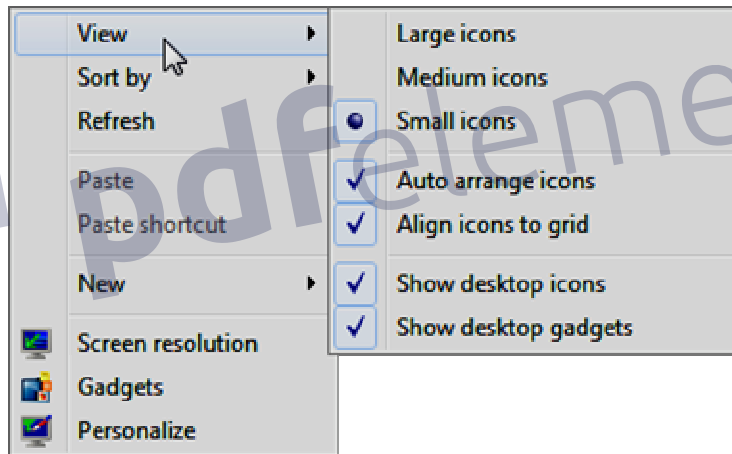 View
Sort by
Refresh
Paste
Paste shortcut
New
Screen resolution
Gadgets
Personalize
Large icons
Medium icons
Small icons
Auto arrange icons
Align icons to grid
Show desktop icons
Show desktop gadgets
pdfeleme